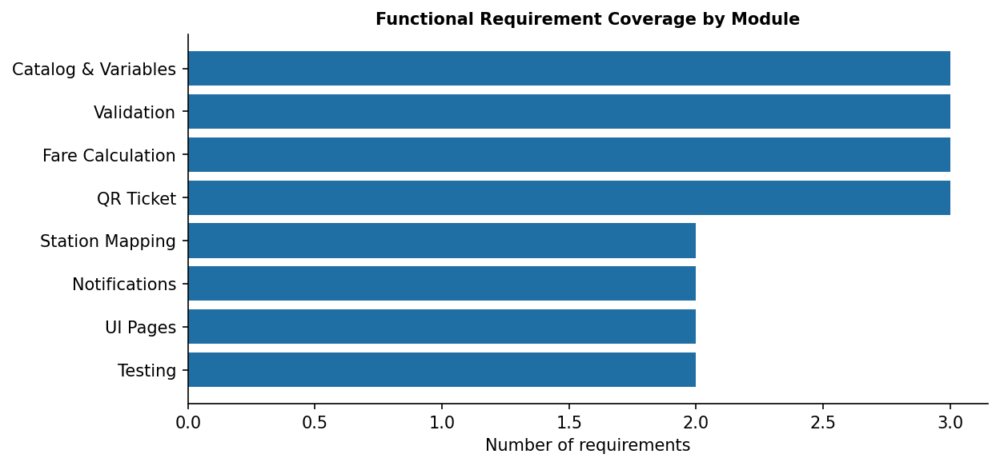 Functional Requirement Coverage by Module
Catalog & Variables
Validation
Fare Calculation
QR Ticket
Station Mapping
Notifications
UI Pages
Testing
0.0 0.5 1.0 1.5 2.0 2.5 3.0
Number of requirements